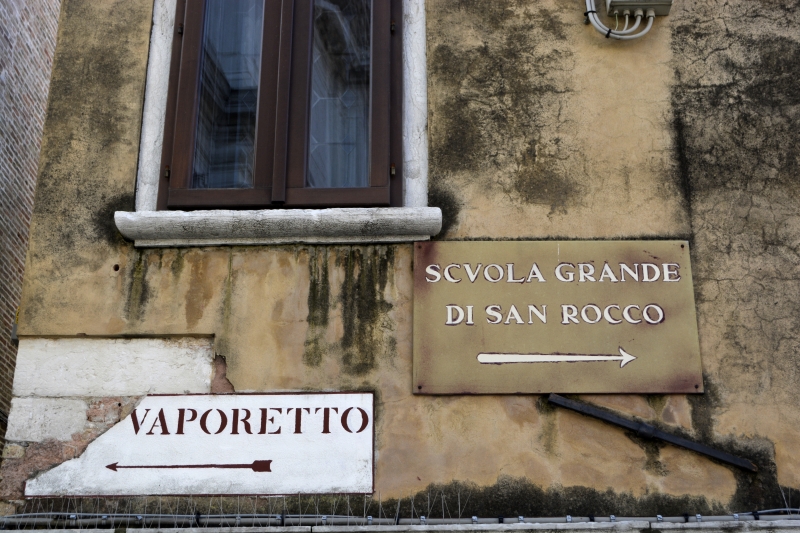 SCVOLA GRANDE
DI SAN ROCCO
VAPORETTO